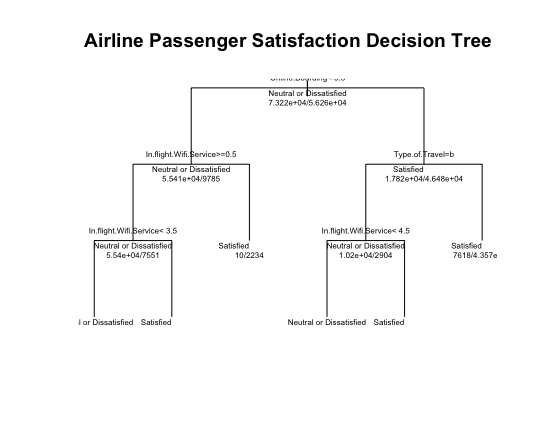 Airline Passenger Satisfaction Decision Tree
Neutral or Dissatisfied
7.322e+04/5.626e+04
In.flight.Wifi.Service>=0.5
Type.of.Travel=b
Neutral or Dissatisfied
Satisfied
5.541e+04/9785
1.782e+04/4.648e+04
In.flight.Wifi.Service< 3.5
In.flight.Wifi.Service< 4.5
Neutral or Dissatisfied
Satisfied
Neutral or Dissatisfied
Satisfied
5.54e+04/7551
10/2234
1.02e+04/2904
7618/4.357e
l or Dissatisfied
Satisfied
Neutral or Dissatisfied
Satisfied